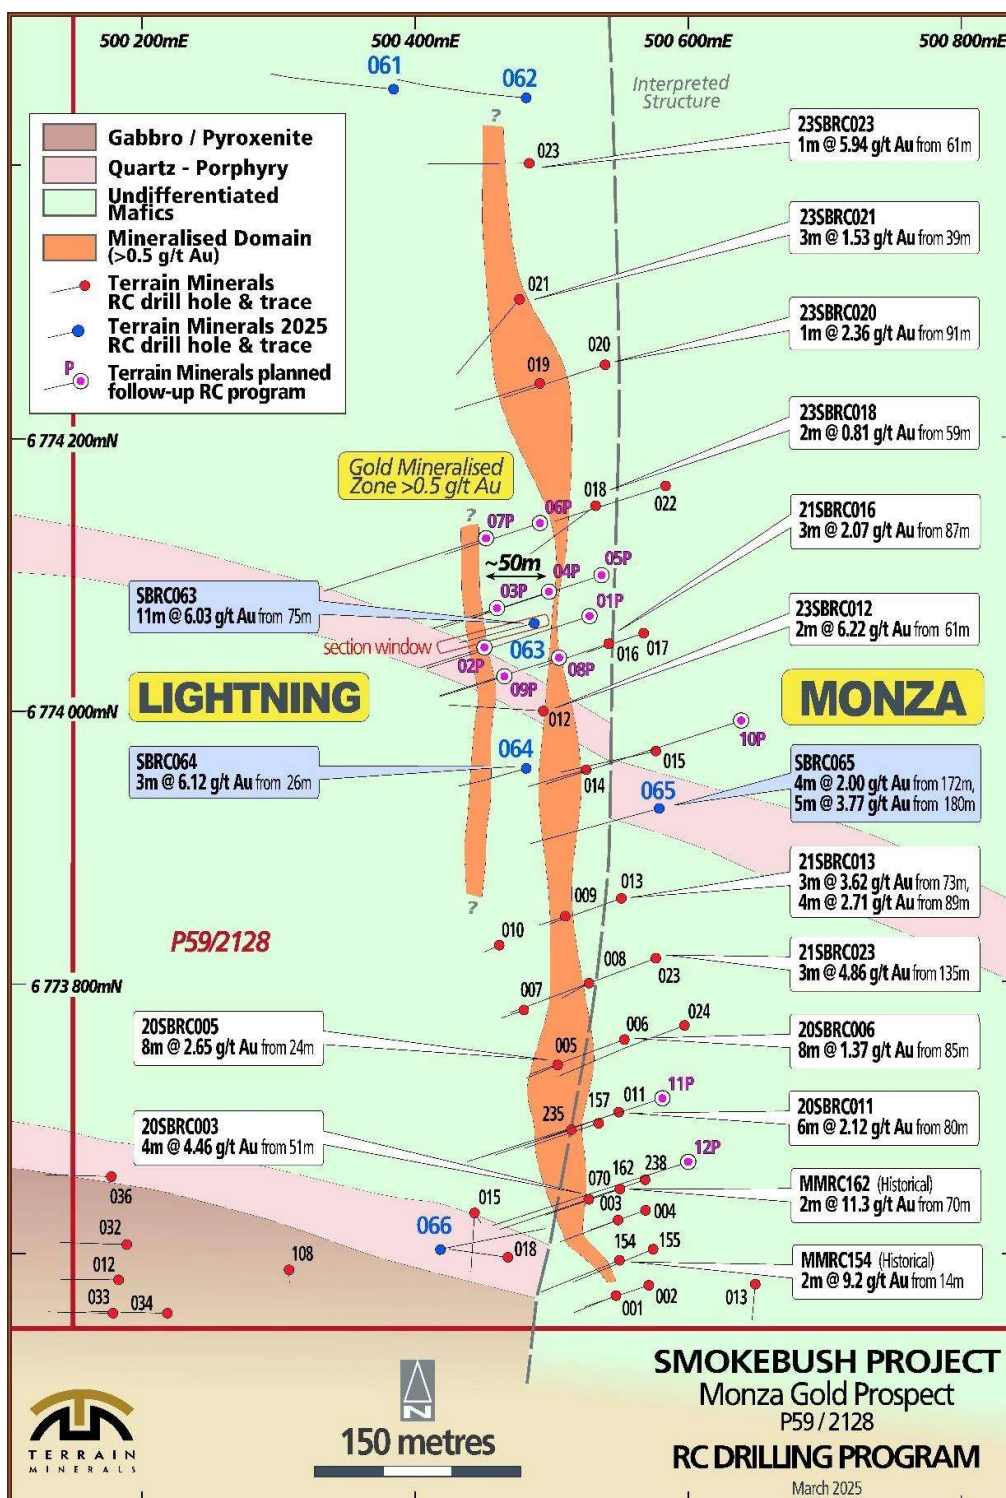 500 200mE
500 400mE
500 600mE
500 800mE
061
062
Interpreted
Structure
?
023
23SBRC023
1m @ 5.94 g/t Au from 61m
Gabbro / Pyroxenite
Quartz - Porphyry
Undifferentiated
Mafics
Mineralised Domain
(>0.5 g/t Au)
Terrain Minerals
RC drill hole & trace
Terrain Minerals 2025
RC drill hole & trace
P
Terrain Minerals planned
follow-up RC program
021
23SBRC021
3m @ 1.53 g/t Au from 39m
020
019
23SBRC020
1m @ 2.36 g/t Au from 91m
6 774 200mN
23SBRC018
2m @ 0.81 g/t Au from 59m
Gold Mineralised
Zone >0.5 g/t Au
018
022
?
07P
06P
21SBRC016
3m @ 2.07 g/t Au from 87m
~50m
05P
04P
03P
01P
SBRC063
11m @ 6.03 g/t Au from 75m
section window
063
02P
016
017
08P
09P
23SBRC012
2m @ 6.22 g/t Au from 61m
LIGHTNING
MONZA
6 774 000mN
012
10P
SBRC064
3m @ 6.12 g/t Au from 26m
064
014
015
065
SBRC065
4m @ 2.00 g/t Au from 172m,
5m @ 3.77 g/t Au from 180m
?
009
013
21SBRC013
3m @ 3.62 g/t Au from 73m,
4m @ 2.71 g/t Au from 89m
P59/2128
010
008
023
21SBRC023
3m @ 4.86 g/t Au from 135m
6 773 800mN
007
024
20SBRC005
8m @ 2.65 g/t Au from 24m
005
006
20SBRC006
8m @ 1.37 g/t Au from 85m
11P
235
157
011
20SBRC011
6m @ 2.12 g/t Au from 80m
20SBRC003
4m @ 4.46 g/t Au from 51m
12P
070
162
238
MMRC162 (Historical)
2m @ 11.3 g/t Au from 70m
036
015
003
004
066
032
018
154
155
MMRC154 (Historical)
2m @ 9.2 g/t Au from 14m
108
012
033
034
001
002
013
SMOKEBUSH PROJECT
Monza Gold Prospect
P59 / 2128
RC DRILLING PROGRAM
March 2025
N
150 metres
TERRAIN
MINERALS